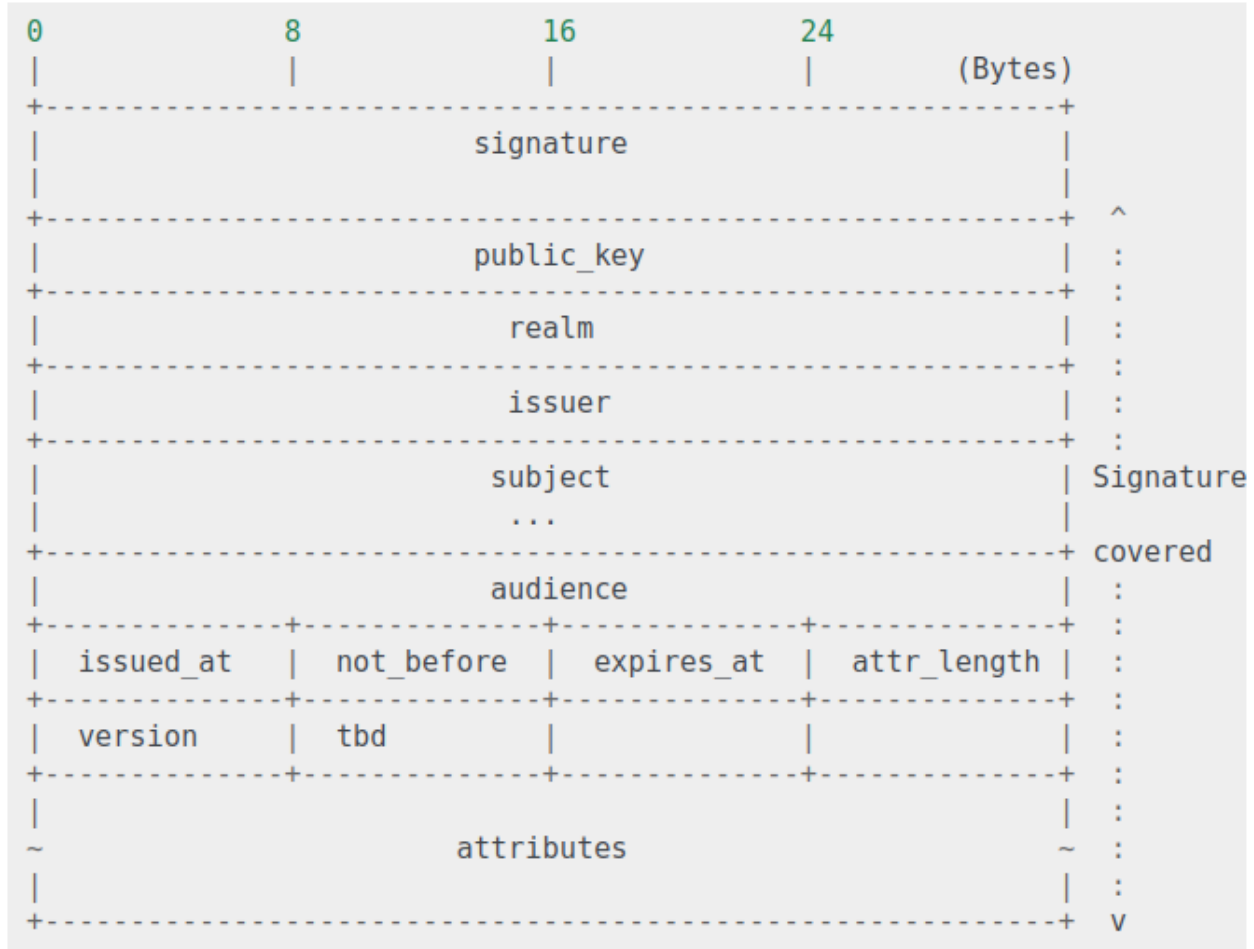 0              8              16             24
|              |              |              |        (Bytes)
+-----------------------------------------------------------+
|                         signature                         |
|                                                           |
+-----------------------------------------------------------+  ^
|                         public_key                        |  :
+-----------------------------------------------------------+  :
|                           realm                           |  :
+-----------------------------------------------------------+  :
|                           issuer                          |  :
+-----------------------------------------------------------+  :
|                          subject                          | Signature
|                           ...                             |
+-----------------------------------------------------------+ covered
|                          audience                         |  :
+--------------+--------------+--------------+--------------+  :
|  issued_at   |  not_before  |  expires_at  |  attr_length |  :
+--------------+--------------+--------------+--------------+  :
|  version     |  tbd         |              |              |  :
+--------------+--------------+--------------+--------------+  :
|                                                           |  :
~                        attributes                         ~  :
|                                                           |  :
+-----------------------------------------------------------+  v